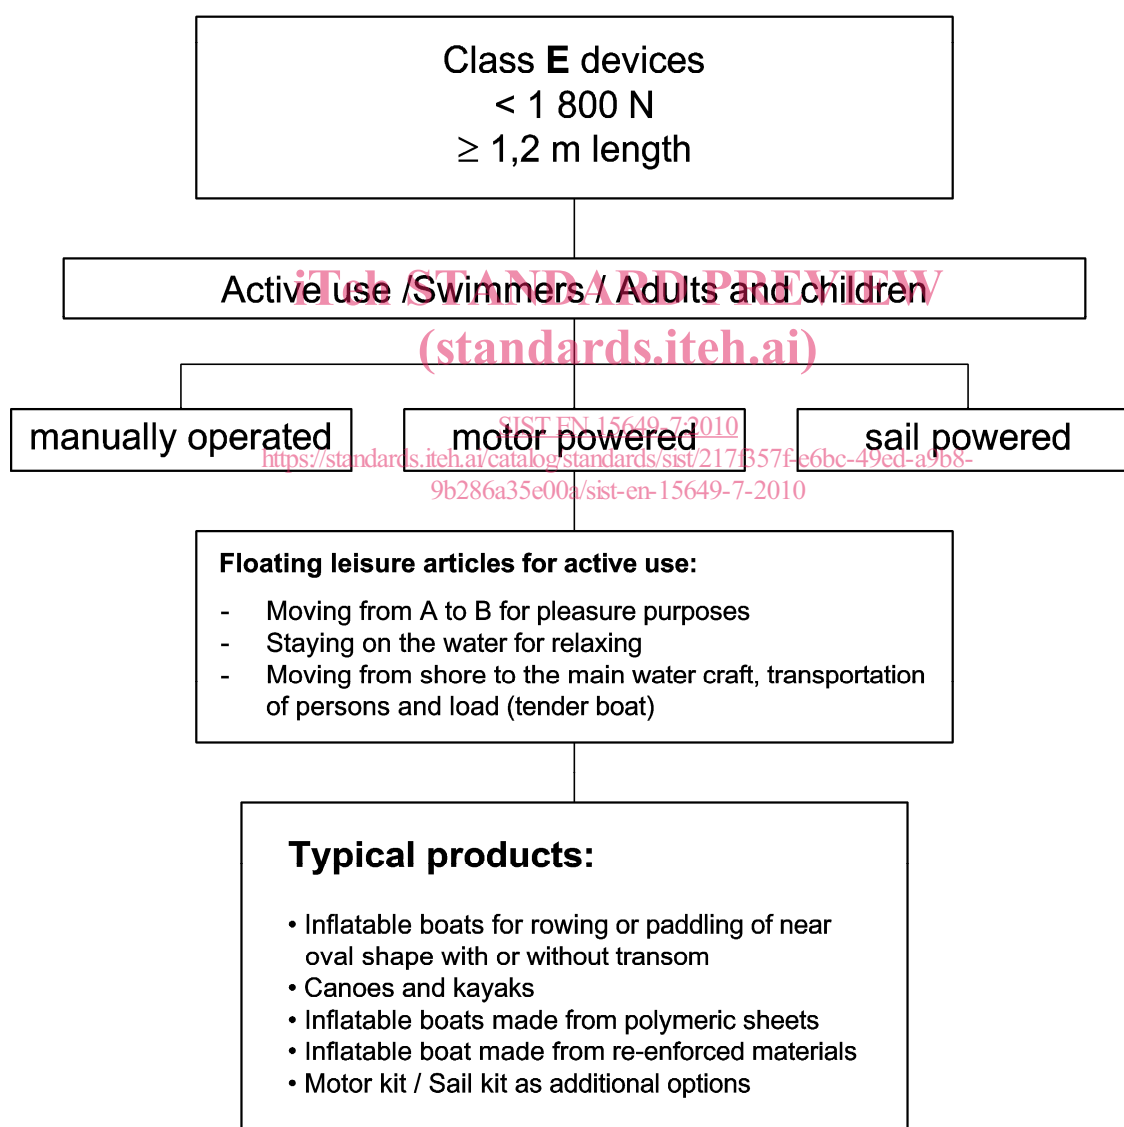 Class E devices
< 1 800 N
≥ 1,2 m length
Active use /Swimmers / Adults and children
iTeh STANDARD PREVIEW
(standards.iteh.ai)
manually operated
motor powered
sail powered
SIST EN 15649-7:2010
https://standards.iteh.ai/catalog/standards/sist/217f357f-e6bc-49ed-a9b8-
9b286a35e00a/sist-en-15649-7-2010
Floating leisure articles for active use:
- Moving from A to B for pleasure purposes
- Staying on the water for relaxing
- Moving from shore to the main water craft, transportation
of persons and load (tender boat)
Typical products:
• Inflatable boats for rowing or paddling of near
oval shape with or without transom
• Canoes and kayaks
• Inflatable boats made from polymeric sheets
• Inflatable boat made from re-enforced materials
• Motor kit / Sail kit as additional options